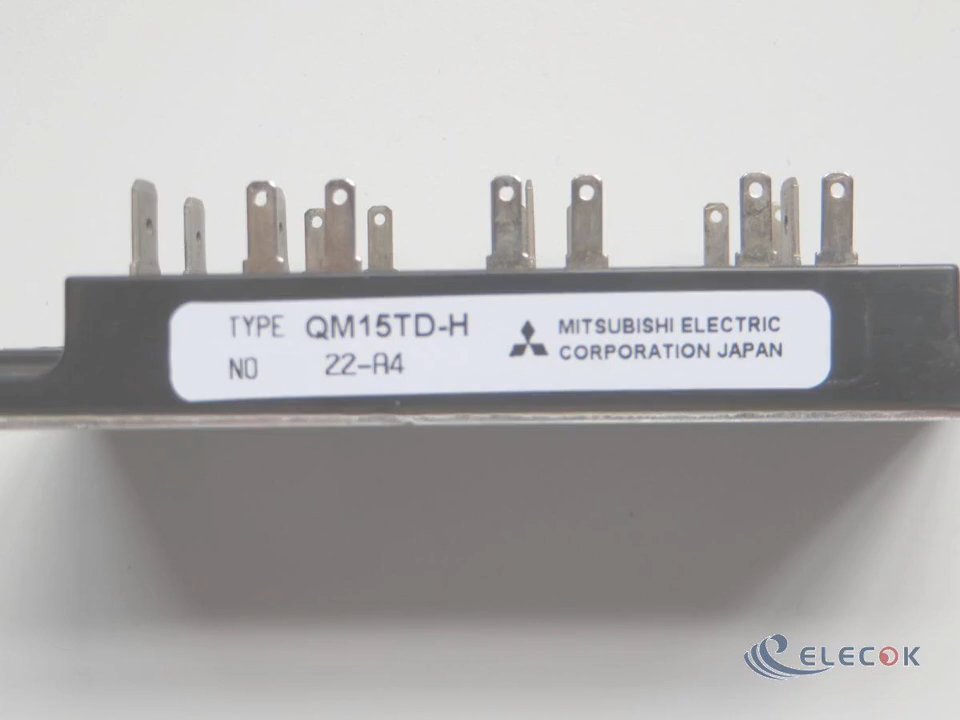 TYPE QM15TD-H
NO 22-A4
MITSUBISHI ELECTRIC
CORPORATION JAPAN
ELECOK